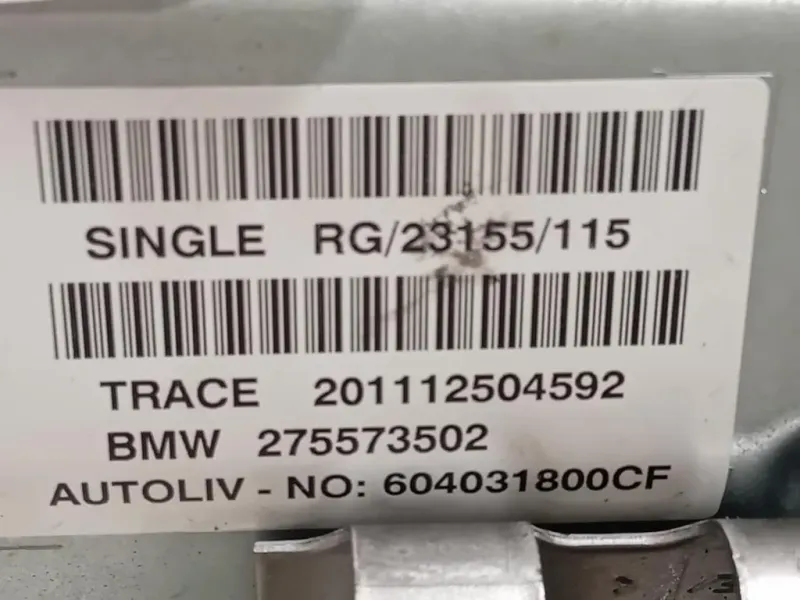 SINGLE RG/23155/115
TRACE 201112504592
BMW 275573502
AUTOLIV - NO: 604031800CF